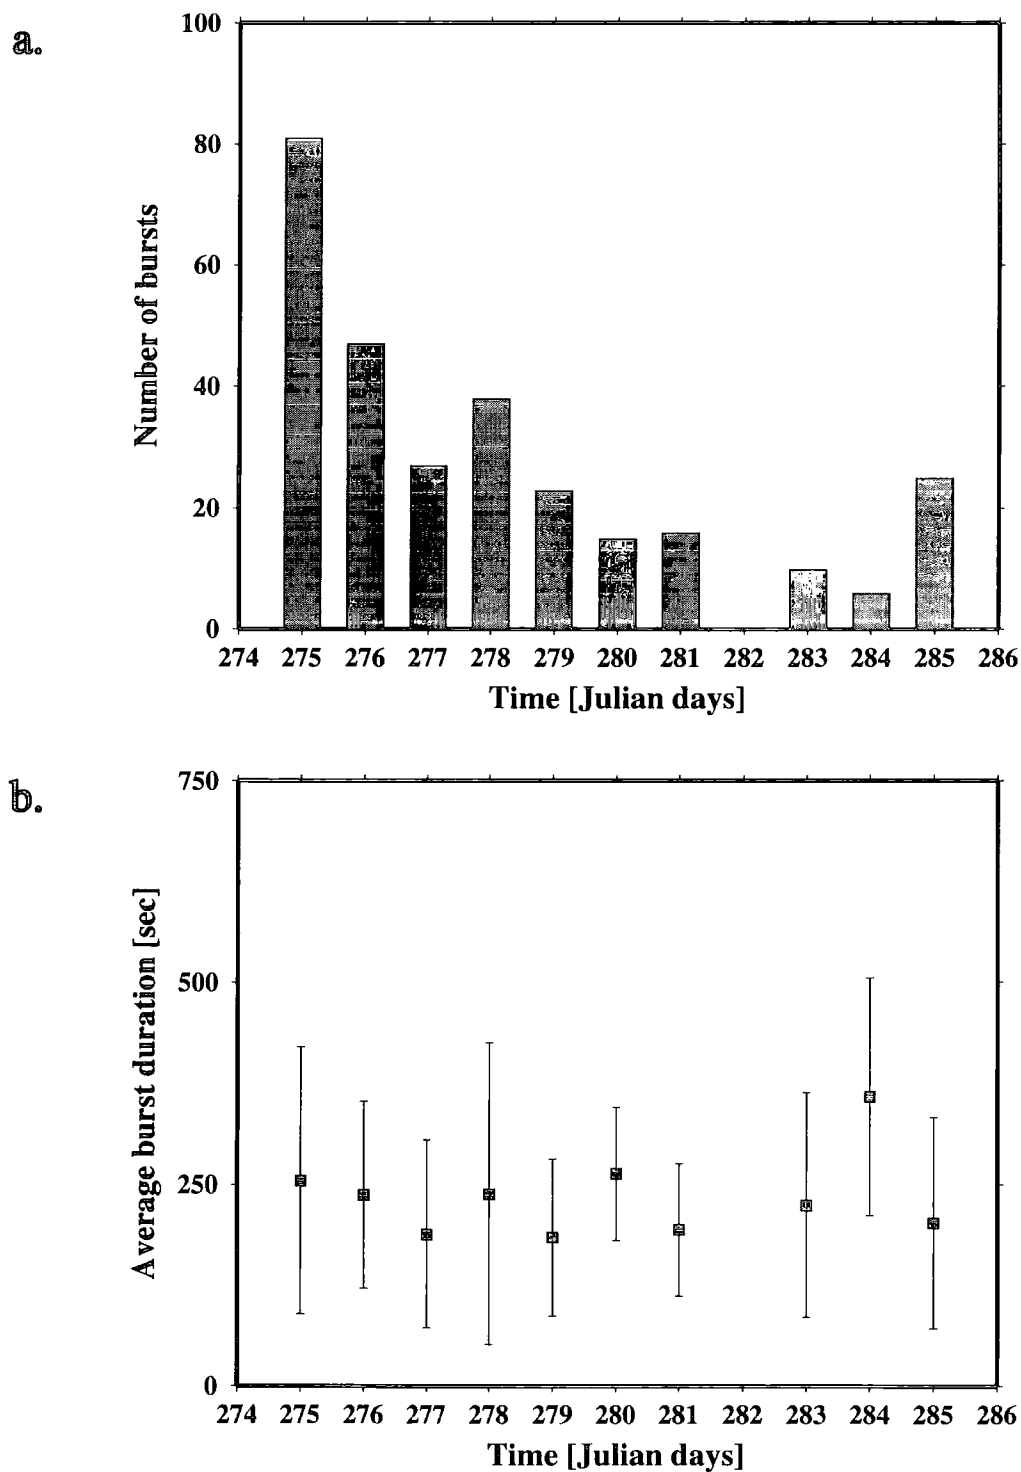 a.
100
80
60
40
20
0
Number of bursts
274 275 276 277 278 279 280 281 282 283 284 285 286
Time [Julian days]
b.
750
500
250
0
Average burst duration [sec]
274 275 276 277 278 279 280 281 282 283 284 285 286
Time [Julian days]